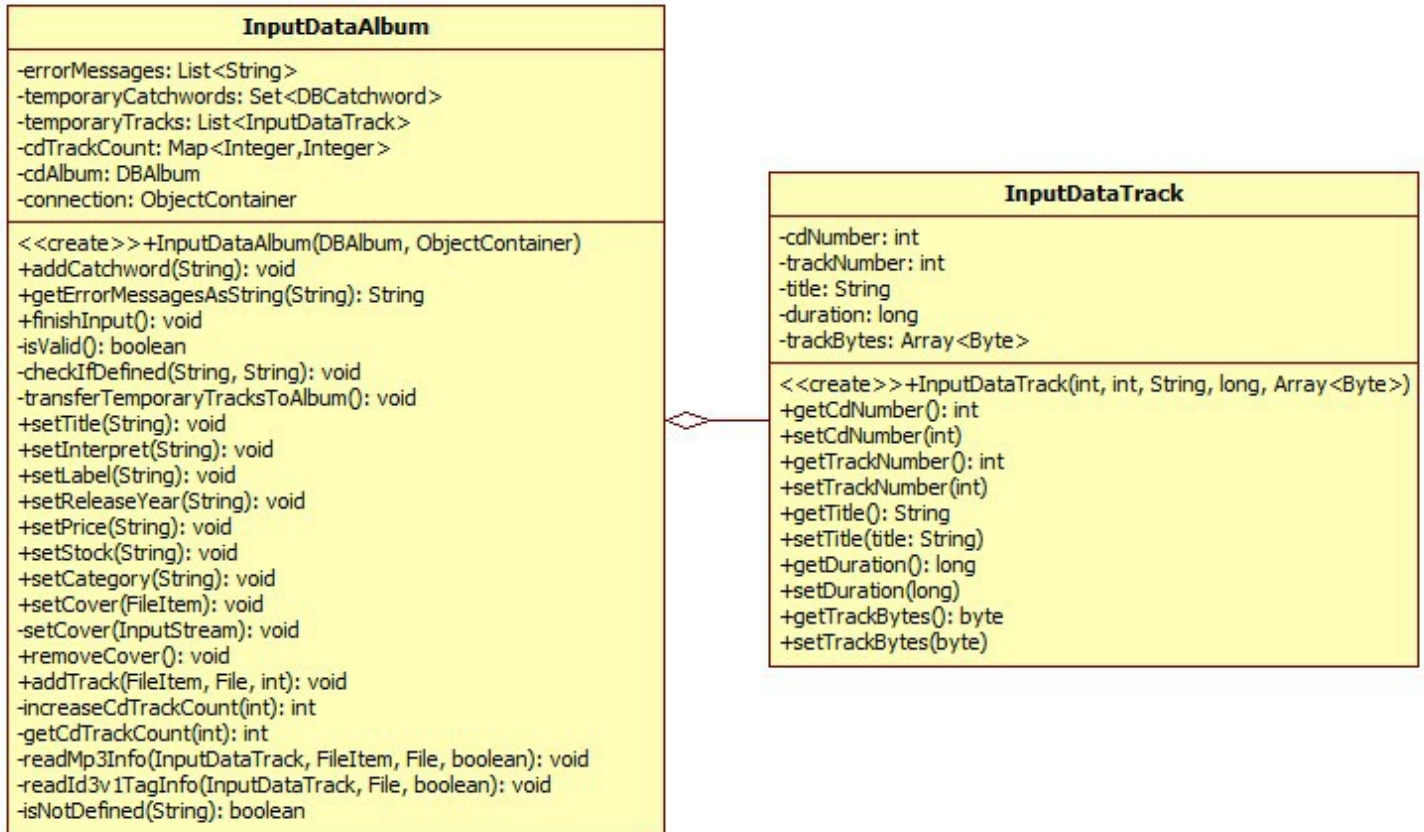 InputDataAlbum
-errorMessages: List<String>
-temporaryCatchwords: Set<DBCatchword>
-temporaryTracks: List<InputDataTrack>
-cdTrackCount: Map<Integer,Integer>
-cdAlbum: DBAlbum
-connection: ObjectContainer
<<create>>+InputDataAlbum(DBAlbum, ObjectContainer)
+addCatchword(String): void
+getErrorMessagesAsString(String): String
+finishInput(): void
-isValid(): boolean
-checkIfDefined(String, String): void
-transferTemporaryTracksToAlbum(): void
+setTitle(String): void
+setInterpret(String): void
+setLabel(String): void
+setReleaseYear(String): void
+setPrice(String): void
+setStock(String): void
+setCategory(String): void
+setCover(FileItem): void
-setCover(InputStream): void
+removeCover(): void
+addTrack(FileItem, File, int): void
-increaseCdTrackCount(int): int
-getCdTrackCount(int): int
-readMp3Info(InputDataTrack, FileItem, File, boolean): void
-readId3v1TagInfo(InputDataTrack, File, boolean): void
-isNotDefined(String): boolean
InputDataTrack
-cdNumber: int
-trackNumber: int
-title: String
-duration: long
-trackBytes: Array<Byte>
<<create>>+InputDataTrack(int, int, String, long, Array<Byte>)
+getCdNumber(): int
+setCdNumber(int)
+getTrackNumber(): int
+setTrackNumber(int)
+getTitle(): String
+setTitle(title: String)
+getDuration(): long
+setDuration(long)
+getTrackBytes(): byte
+setTrackBytes(byte)